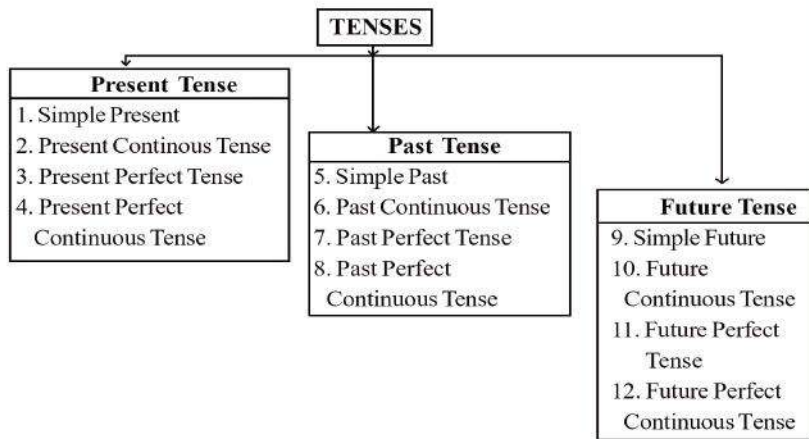 TENSES
Present Tense
1. Simple Present
2. Present Continous Tense
3. Present Perfect Tense
4. Present Perfect
Continuous Tense
Past Tense
5. Simple Past
6. Past Continuous Tense
7. Past Perfect Tense
8. Past Perfect
Continuous Tense
Future Tense
9. Simple Future
10. Future
Continuous Tense
11. Future Perfect
Tense
12. Future Perfect
Continuous Tense